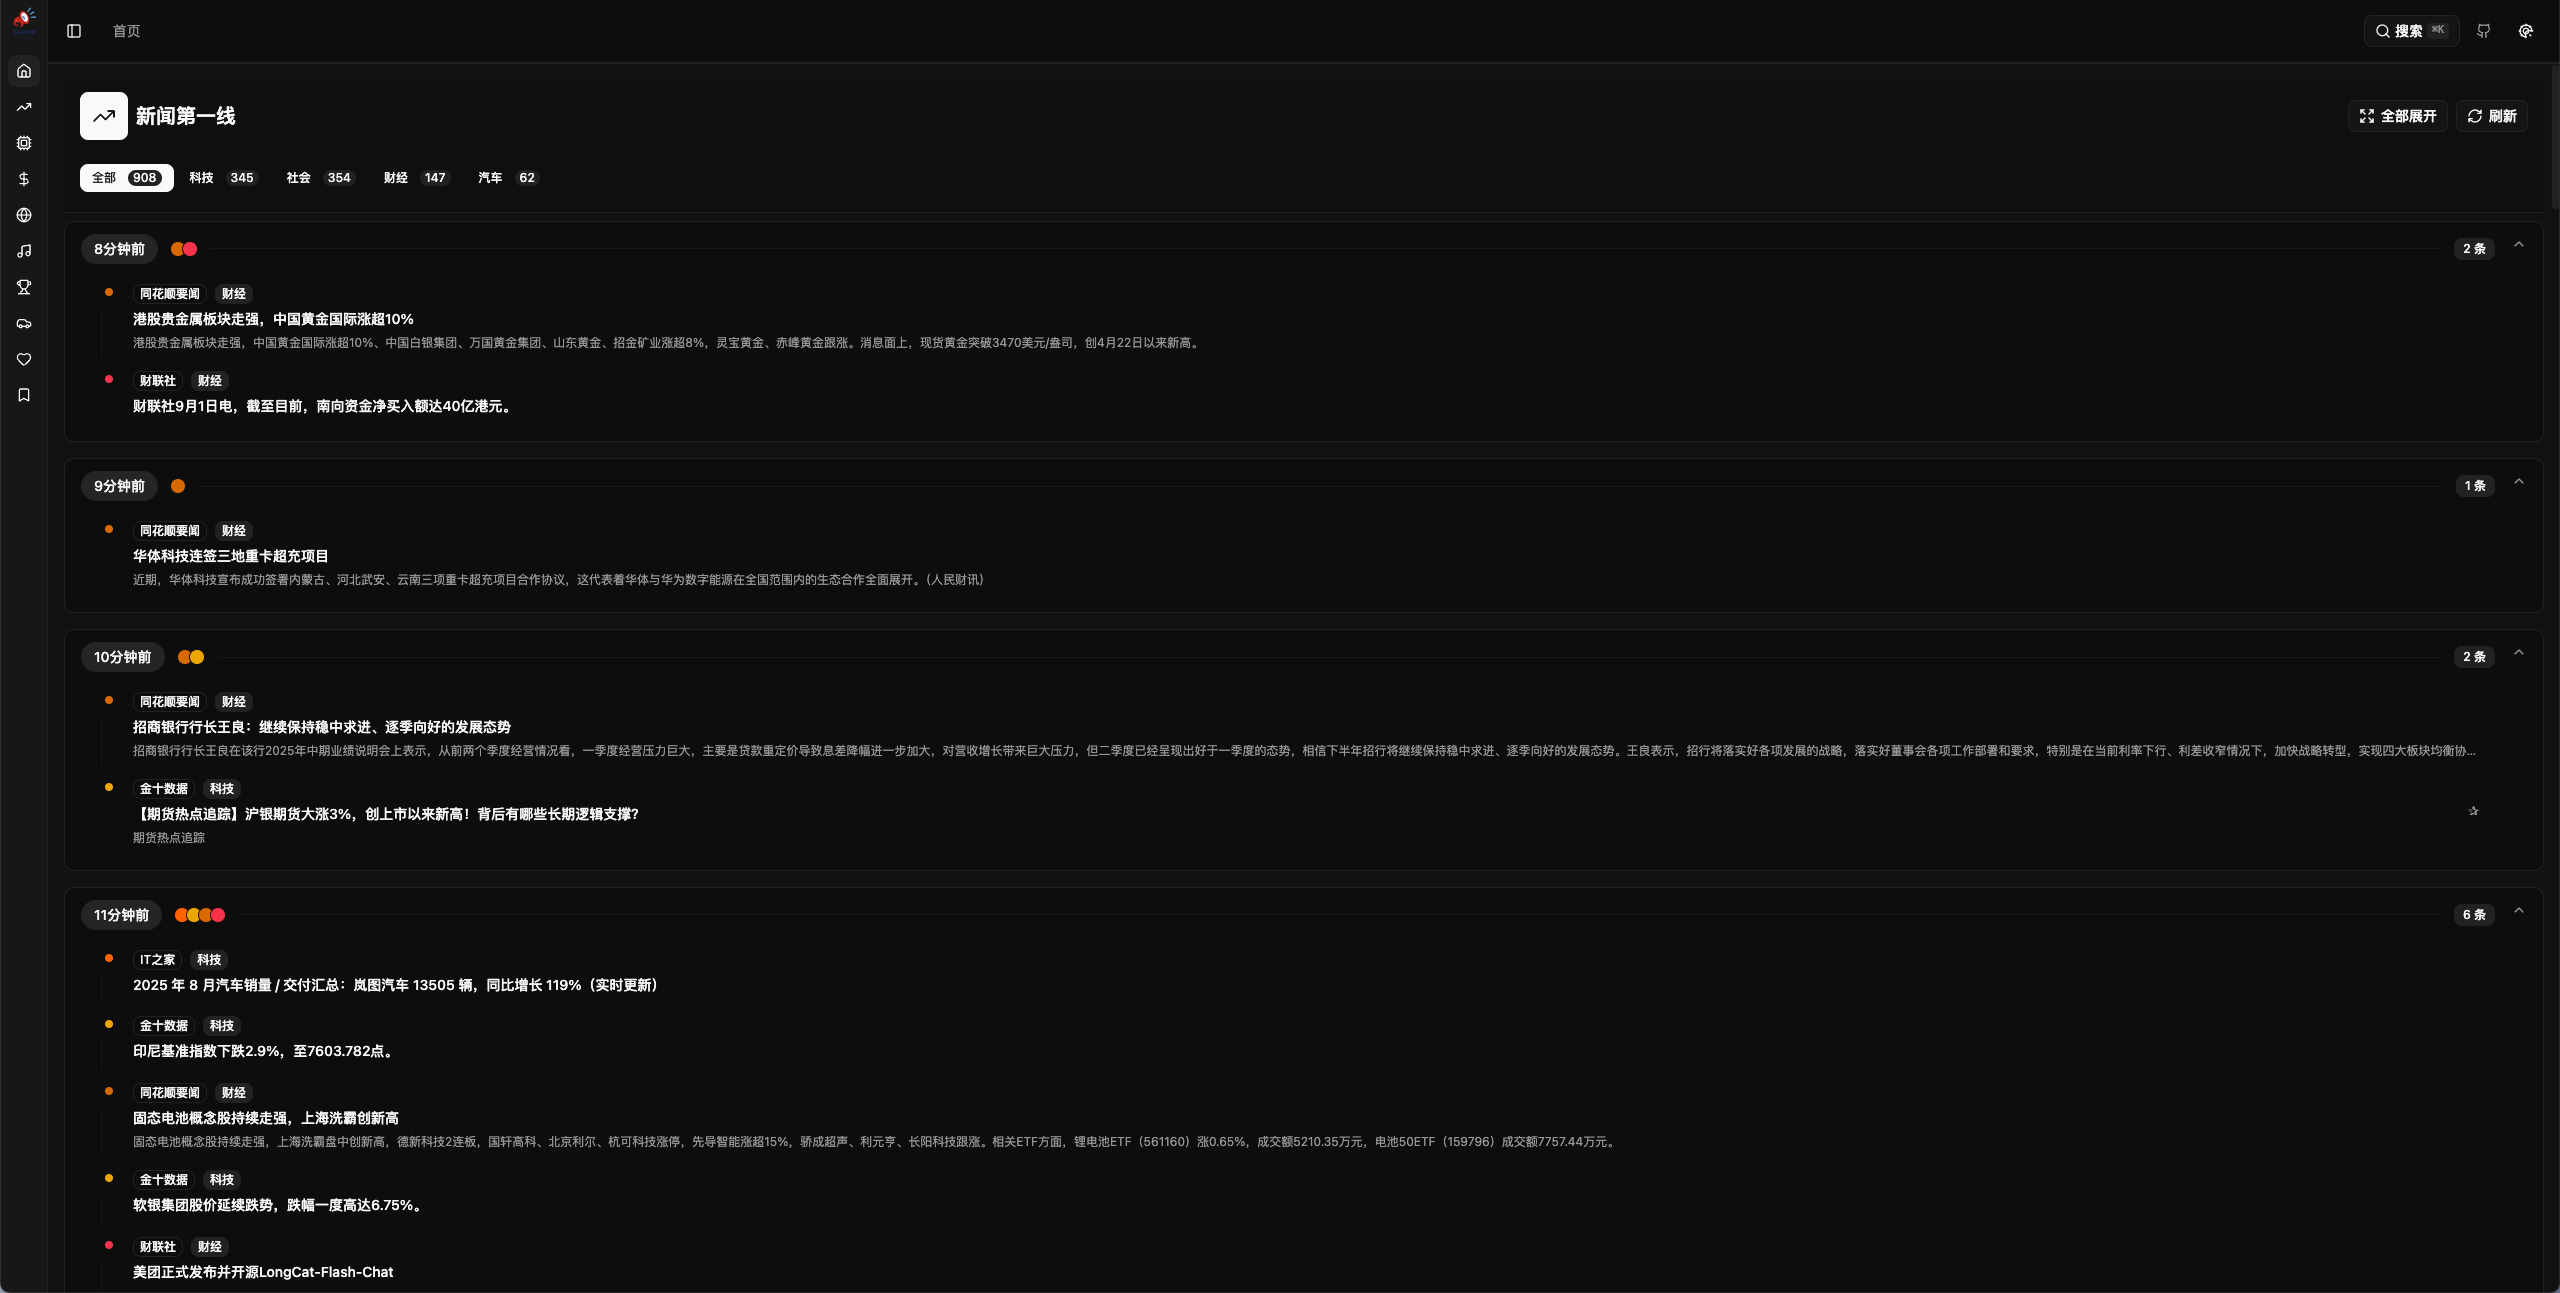 首页
搜索 ⌘K
新闻第一线
全部展开 刷新
全部 908 科技 345 社会 354 财经 147 汽车 62
8分钟前 2 条
同花顺要闻 财经
港股贵金属板块走强，中国黄金国际涨超10%
港股贵金属板块走强，中国黄金国际涨超10%、中国白银集团、万国黄金集团、山东黄金、招金矿业涨超8%，灵宝黄金、赤峰黄金跟涨。消息面上，现货黄金突破3470美元/盎司，创4月22日以来新高。
财联社 财经
财联社9月1日电，截至目前，南向资金净买入额达40亿港元。
9分钟前 1 条
同花顺要闻 财经
华体科技连签三地重卡超充项目
近期，华体科技宣布成功签署内蒙古、河北武安、云南三项重卡超充项目合作协议，这代表着华体与华为数字能源在全国范围内的生态合作全面展开。(人民财讯)
10分钟前 2 条
同花顺要闻 财经
招商银行行长王良：继续保持稳中求进、逐季向好的发展态势
招商银行行长王良在该行2025年中期业绩说明会上表示，从前两个季度经营情况看，一季度经营压力巨大，主要是贷款重定价导致息差降幅进一步加大，对营收增长带来巨大压力，但二季度已经呈现出好于一季度的态势，相信下半年招行将继续保持稳中求进、逐季向好的发展态势。王良表示，招行将落实好各项发展的战略，落实好董事会各项工作部署和要求，特别是在当前利率下行、利差收窄情况下，加快战略转型，实现四大板块均衡协...
金十数据 科技
【期货热点追踪】沪银期货大涨3%，创上市以来新高！背后有哪些长期逻辑支撑？
期货热点追踪
11分钟前 6 条
IT之家 科技
2025 年 8 月汽车销量 / 交付汇总：岚图汽车 13505 辆，同比增长 119%（实时更新）
金十数据 科技
印尼基准指数下跌2.9%，至7603.782点。
同花顺要闻 财经
固态电池概念股持续走强，上海洗霸创新高
固态电池概念股持续走强，上海洗霸盘中创新高，德新科技2连板，国轩高科、北京利尔、杭可科技涨停，先导智能涨超15%，骄成超声、利元亨、长阳科技跟涨。相关ETF方面，锂电池ETF（561160）涨0.65%，成交额5210.35万元，电池50ETF（159796）成交额7757.44万元。
金十数据 科技
软银集团股价延续跌势，跌幅一度高达6.75%。
财联社 财经
美团正式发布并开源LongCat-Flash-Chat